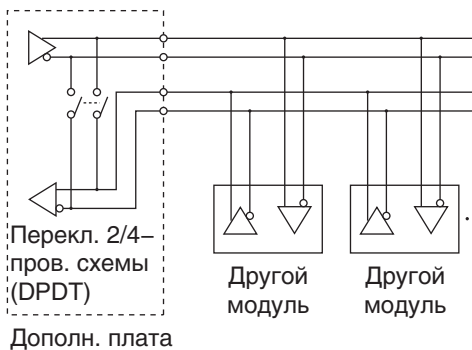 Перекл. 2/4–
пров. схемы
(DPDT)
Дополн. плата
Другой
модуль
Другой
модуль